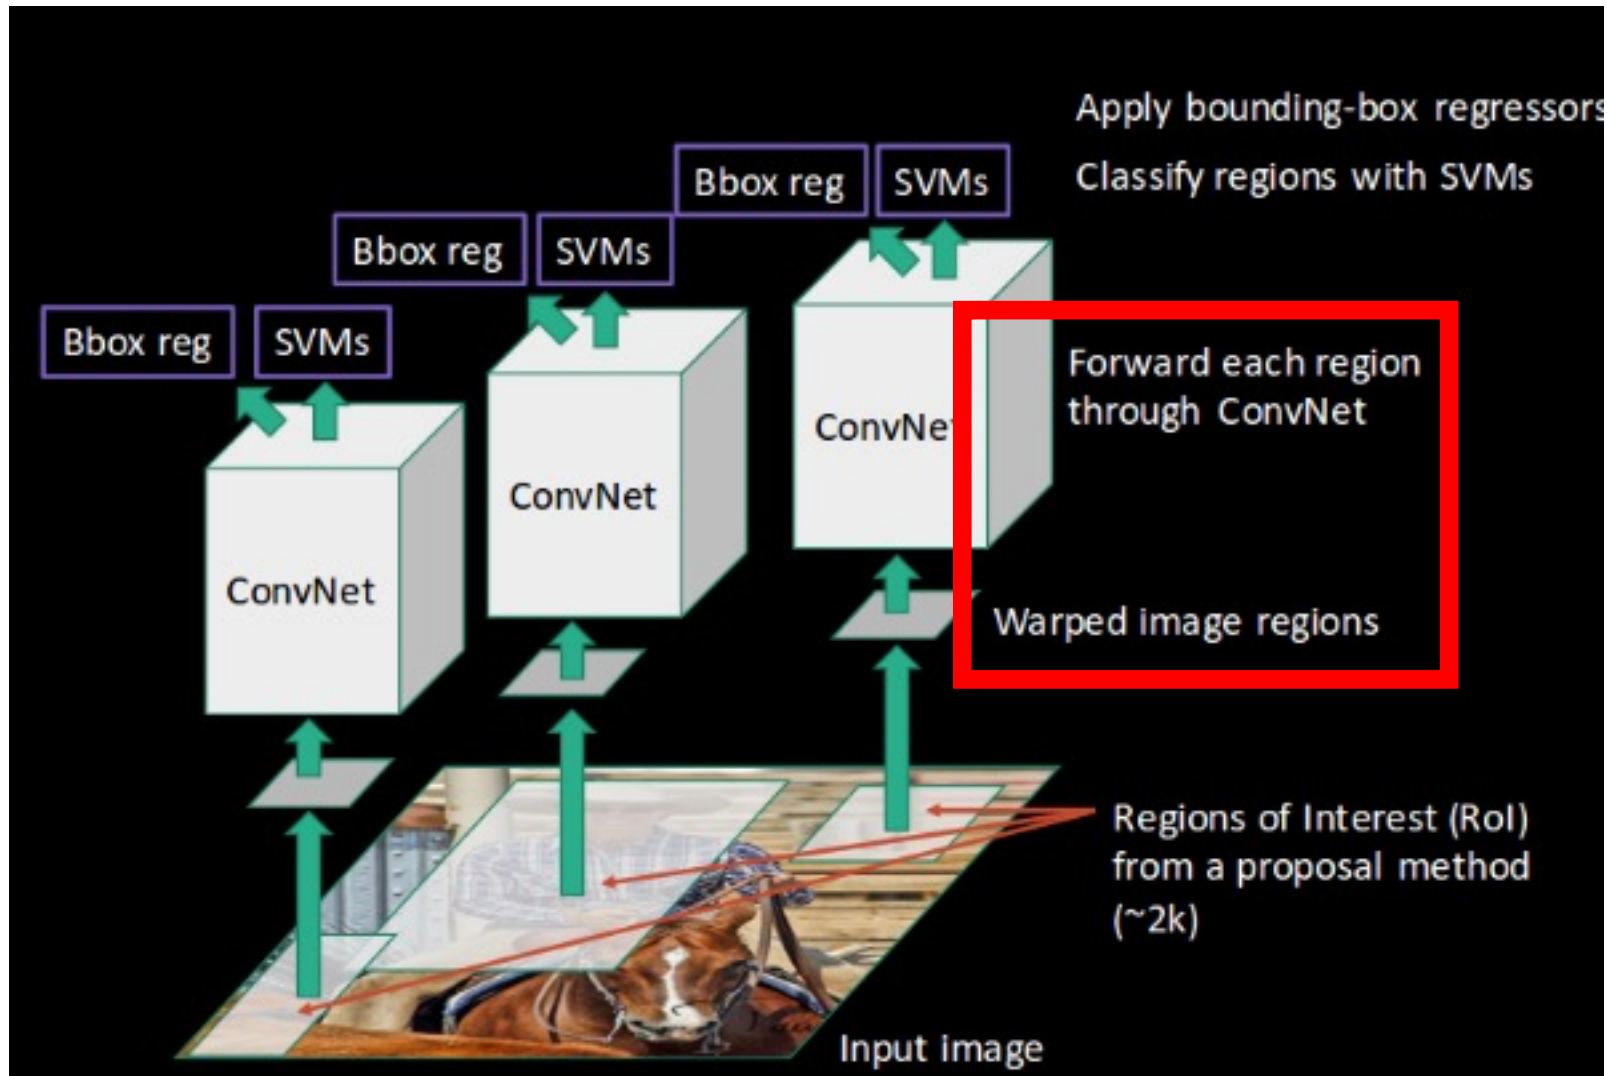 Apply bounding-box regressors
Bbox reg
SVMs
Classify regions with SVMs
Bbox reg
SVMs
Bbox reg
SVMs
Forward each region
through ConvNet
ConvNe
ConvNet
ConvNet
Warped image regions
Regions of Interest (RoI)
from a proposal method
(~2k)
Input image